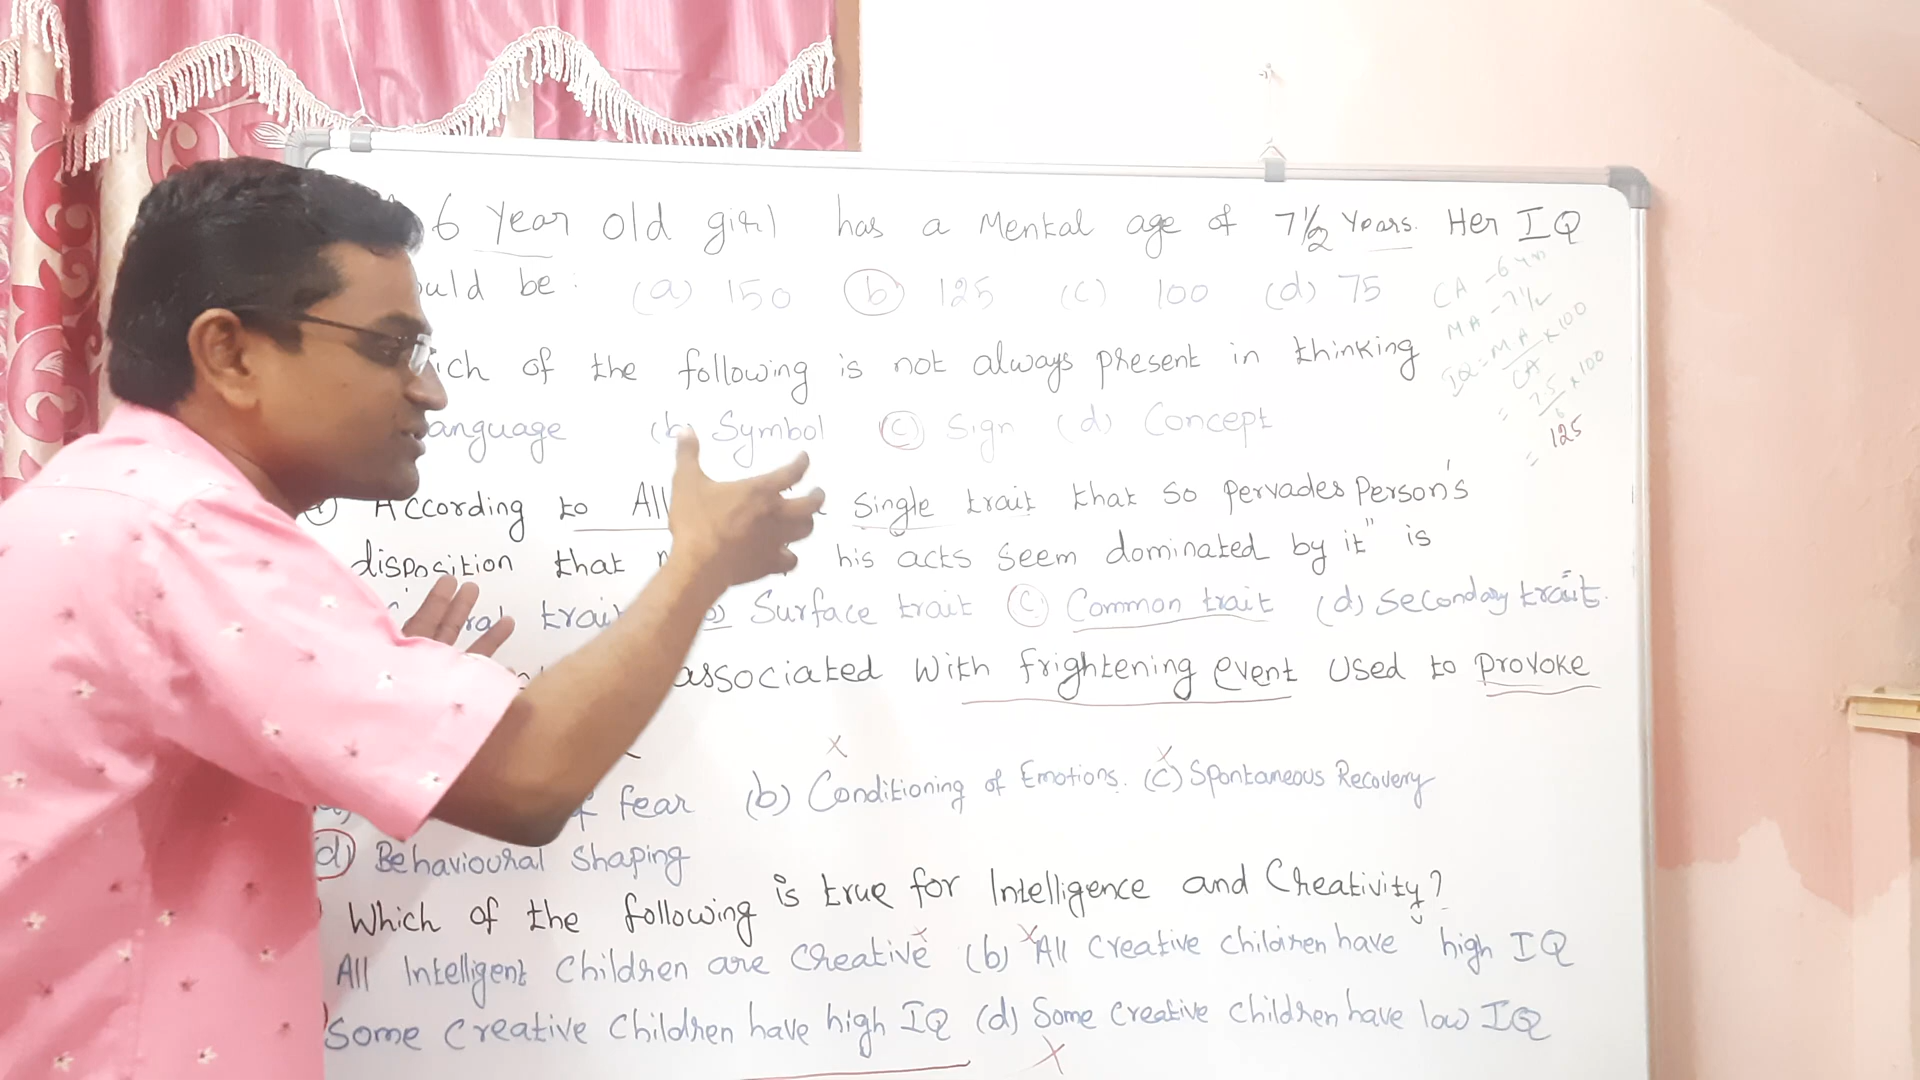 6 Year old girl has a Mental age of 7½ Years. Her IQ
be: (a) 150 (b) 125 (c) 100 (d) 75
CA - 6 yrs
MA - 7½
IQ = MA/CA x 100
= 7.5/6 x 100
= 125
of the following is not always present in thinking
(b) Symbol (c) Sign (d) Concept
According to single trait that so pervades Person's
disposition that his acts seem dominated by it" is
trait (b) Surface trait (c) Common trait (d) secondary trait.
associated with frightening event used to provoke
fear (b) Conditioning of Emotions. (c) Spontaneous Recovery
(d) Behavioural shaping
Which of the following is true for Intelligence and Creativity?
All Intelligent Children are Creative (b) All Creative children have high IQ
Some Creative Children have high IQ (d) Some Creative children have low IQ